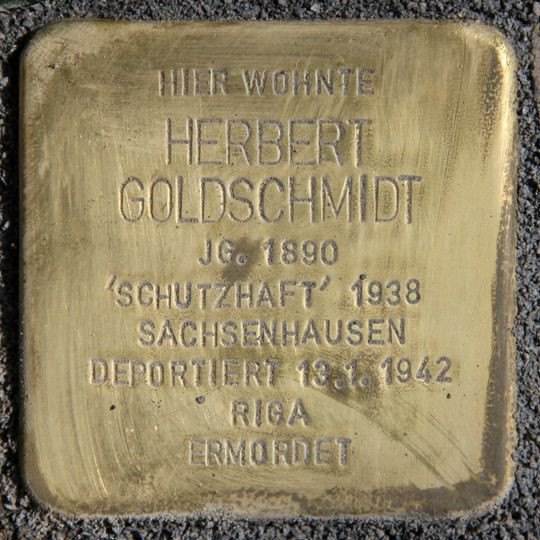 HIER WOHNTE
HERBERT
GOLDSCHMIDT
JG. 1890
'SCHUTZHAFT' 1938
SACHSENHAUSEN
DEPORTIERT 13.1. 1942
RIGA
ERMORDET